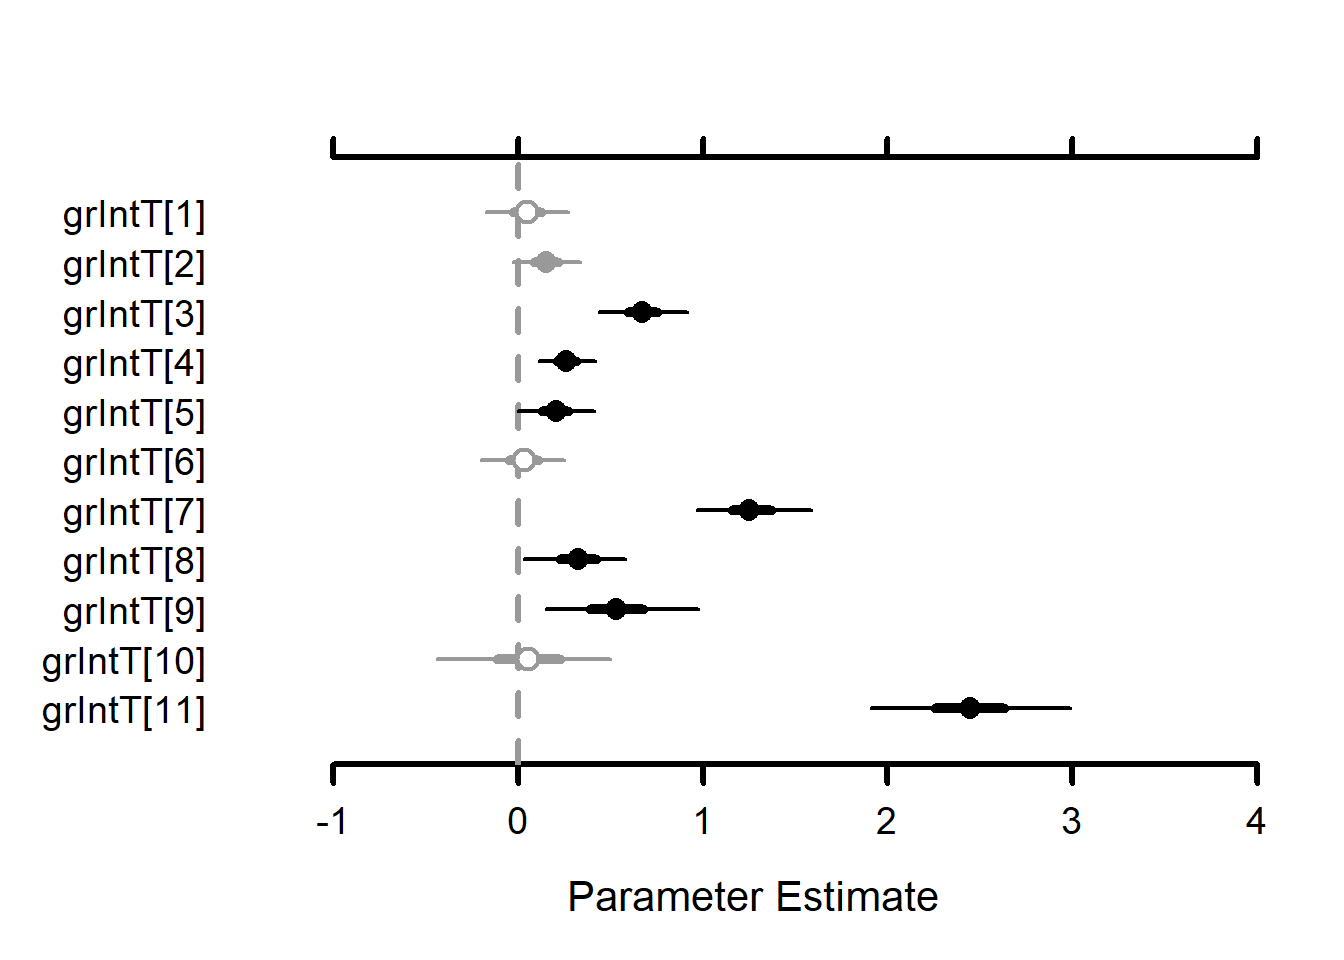 grIntT[1]
grIntT[2]
grIntT[3]
grIntT[4]
grIntT[5]
grIntT[6]
grIntT[7]
grIntT[8]
grIntT[9]
grIntT[10]
grIntT[11]
-1 0 1 2 3 4
Parameter Estimate